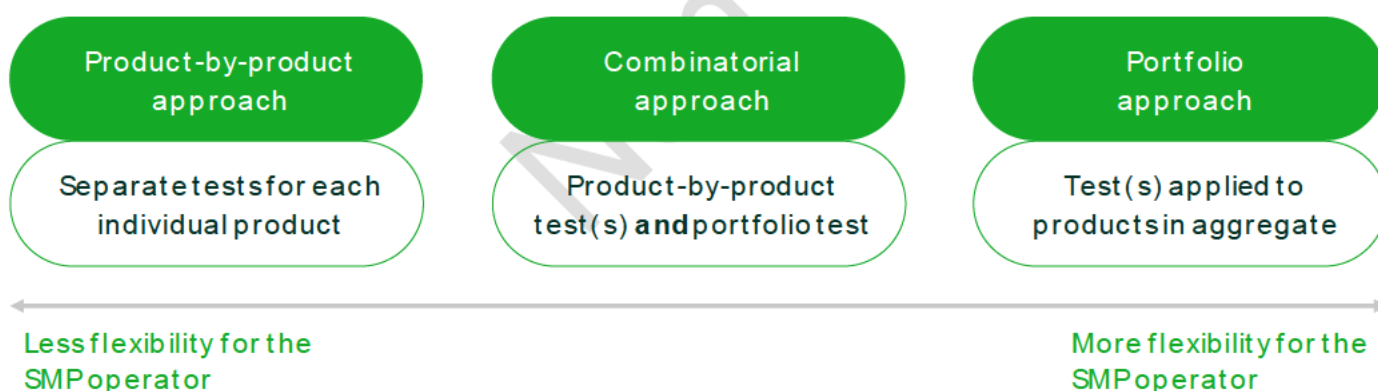 Product-by-product
approach
Combinatorial
approach
Portfolio
approach
Separate tests for each
individual product
Product-by-product
test(s) and portfolio test
Test(s) applied to
products in aggregate
Less flexibility for the
SMP operator
More flexibility for the
SMP operator